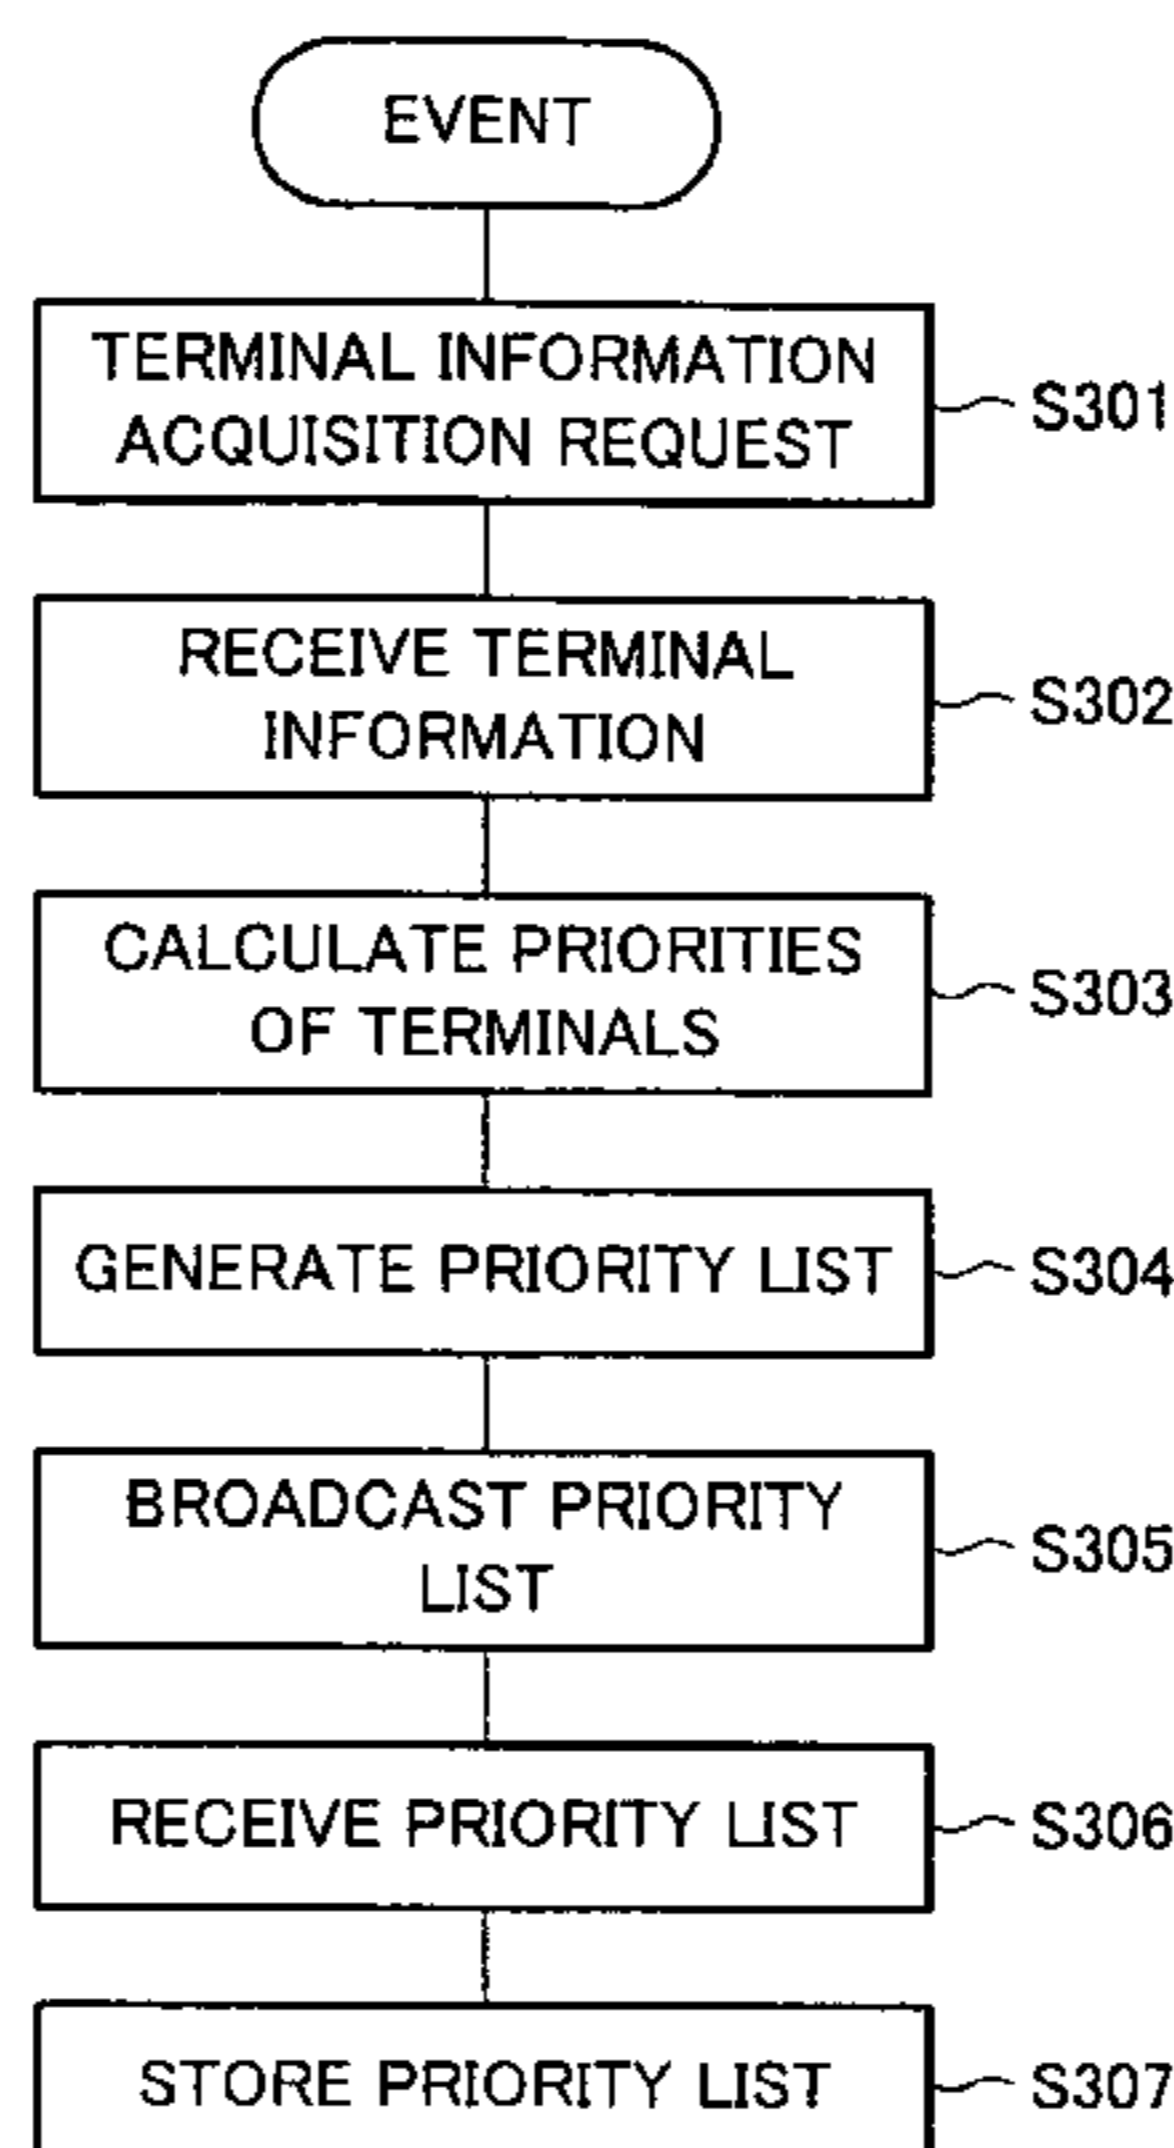 EVENT
TERMINAL INFORMATION
ACQUISITION REQUEST
S301
RECEIVE TERMINAL
INFORMATION
S302
CALCULATE PRIORITIES
OF TERMINALS
S303
GENERATE PRIORITY LIST
S304
BROADCAST PRIORITY
LIST
S305
RECEIVE PRIORITY LIST
S306
STORE PRIORITY LIST
S307